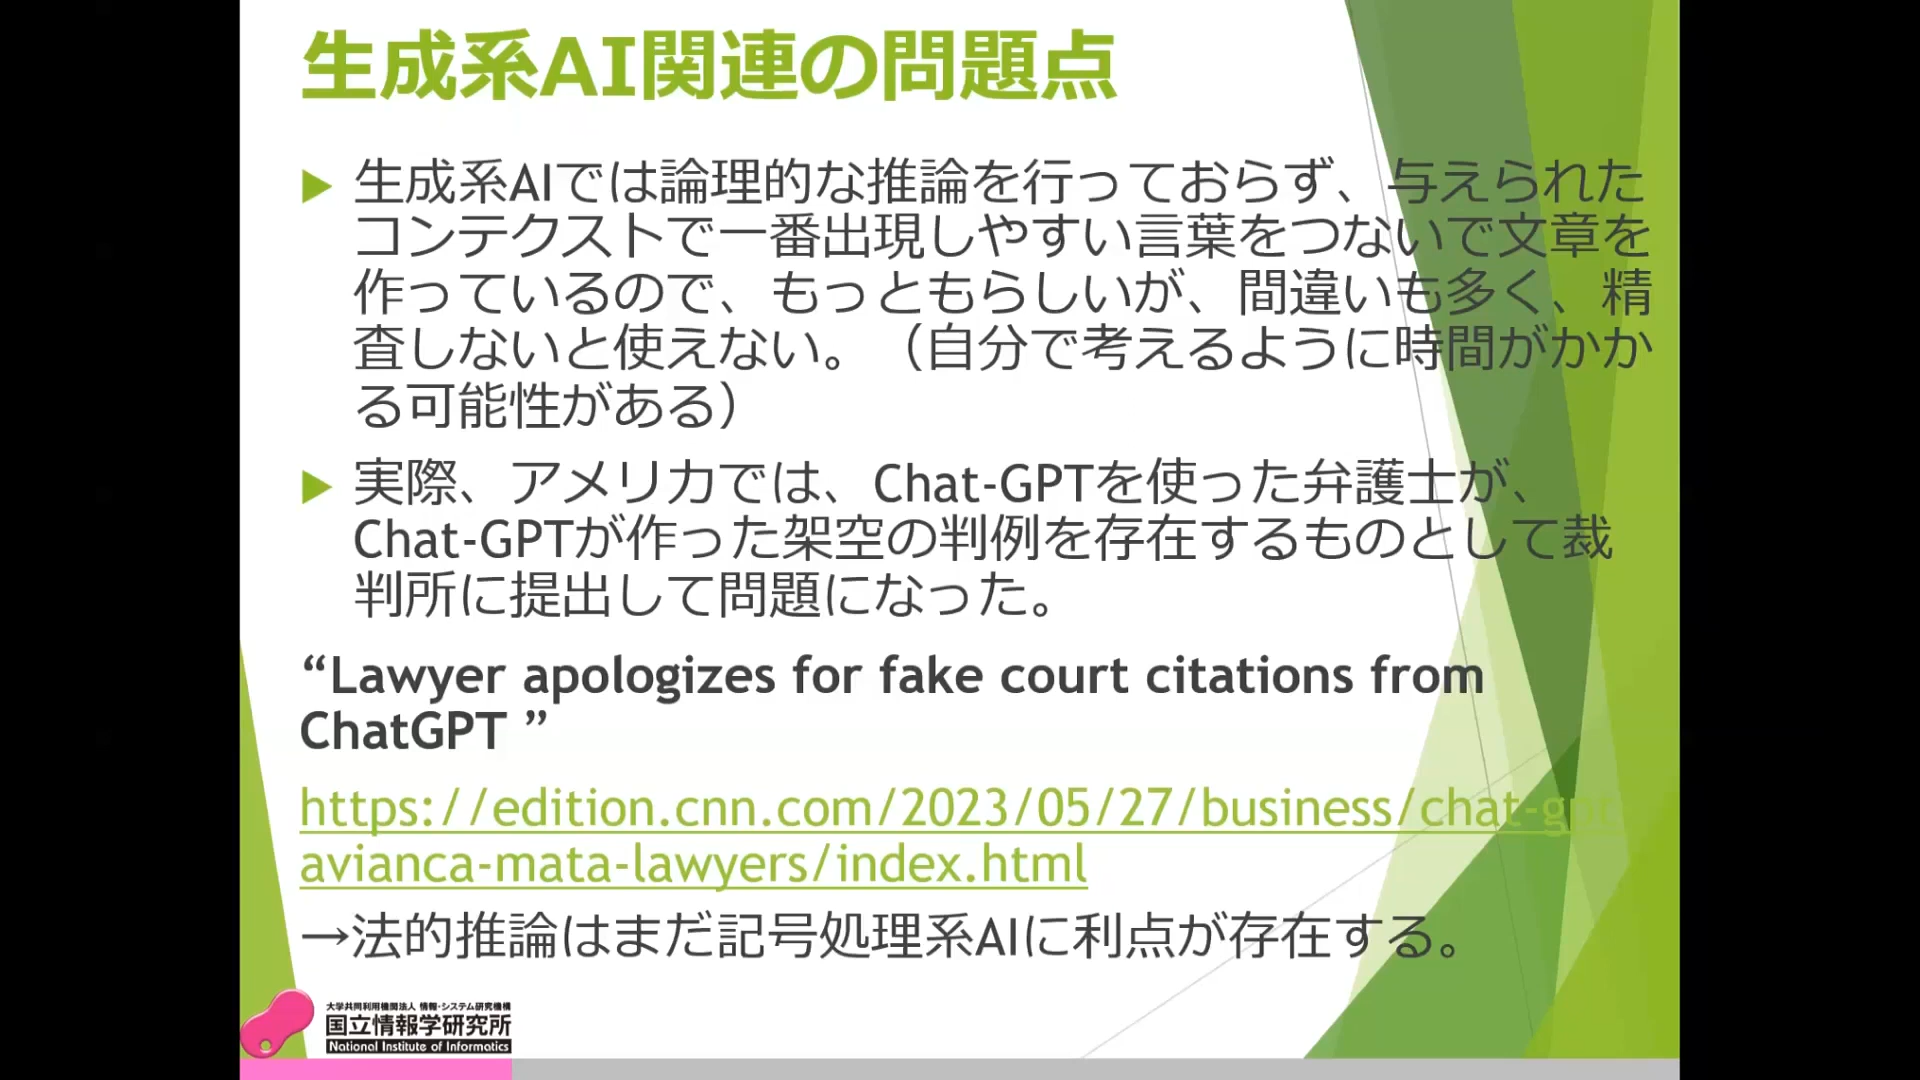 生成系AI関連の問題点
生成系AIでは論理的な推論を行っておらず、与えられた
コンテクストで一番出現しやすい言葉をつないで文章を
作っているので、もっともらしいが、間違いも多く、精
査しないと使えない。（自分で考えるように時間がかか
る可能性がある）
実際、アメリカでは、Chat-GPTを使った弁護士が、
Chat-GPTが作った架空の判例を存在するものとして裁
判所に提出して問題になった。
“Lawyer apologizes for fake court citations from
ChatGPT ”
https://edition.cnn.com/2023/05/27/business/chat-gpt-
avianca-mata-lawyers/index.html
→法的推論はまだ記号処理系AIに利点が存在する。
大学共同利用機関法人 情報・システム研究機構
国立情報学研究所
National Institute of Informatics